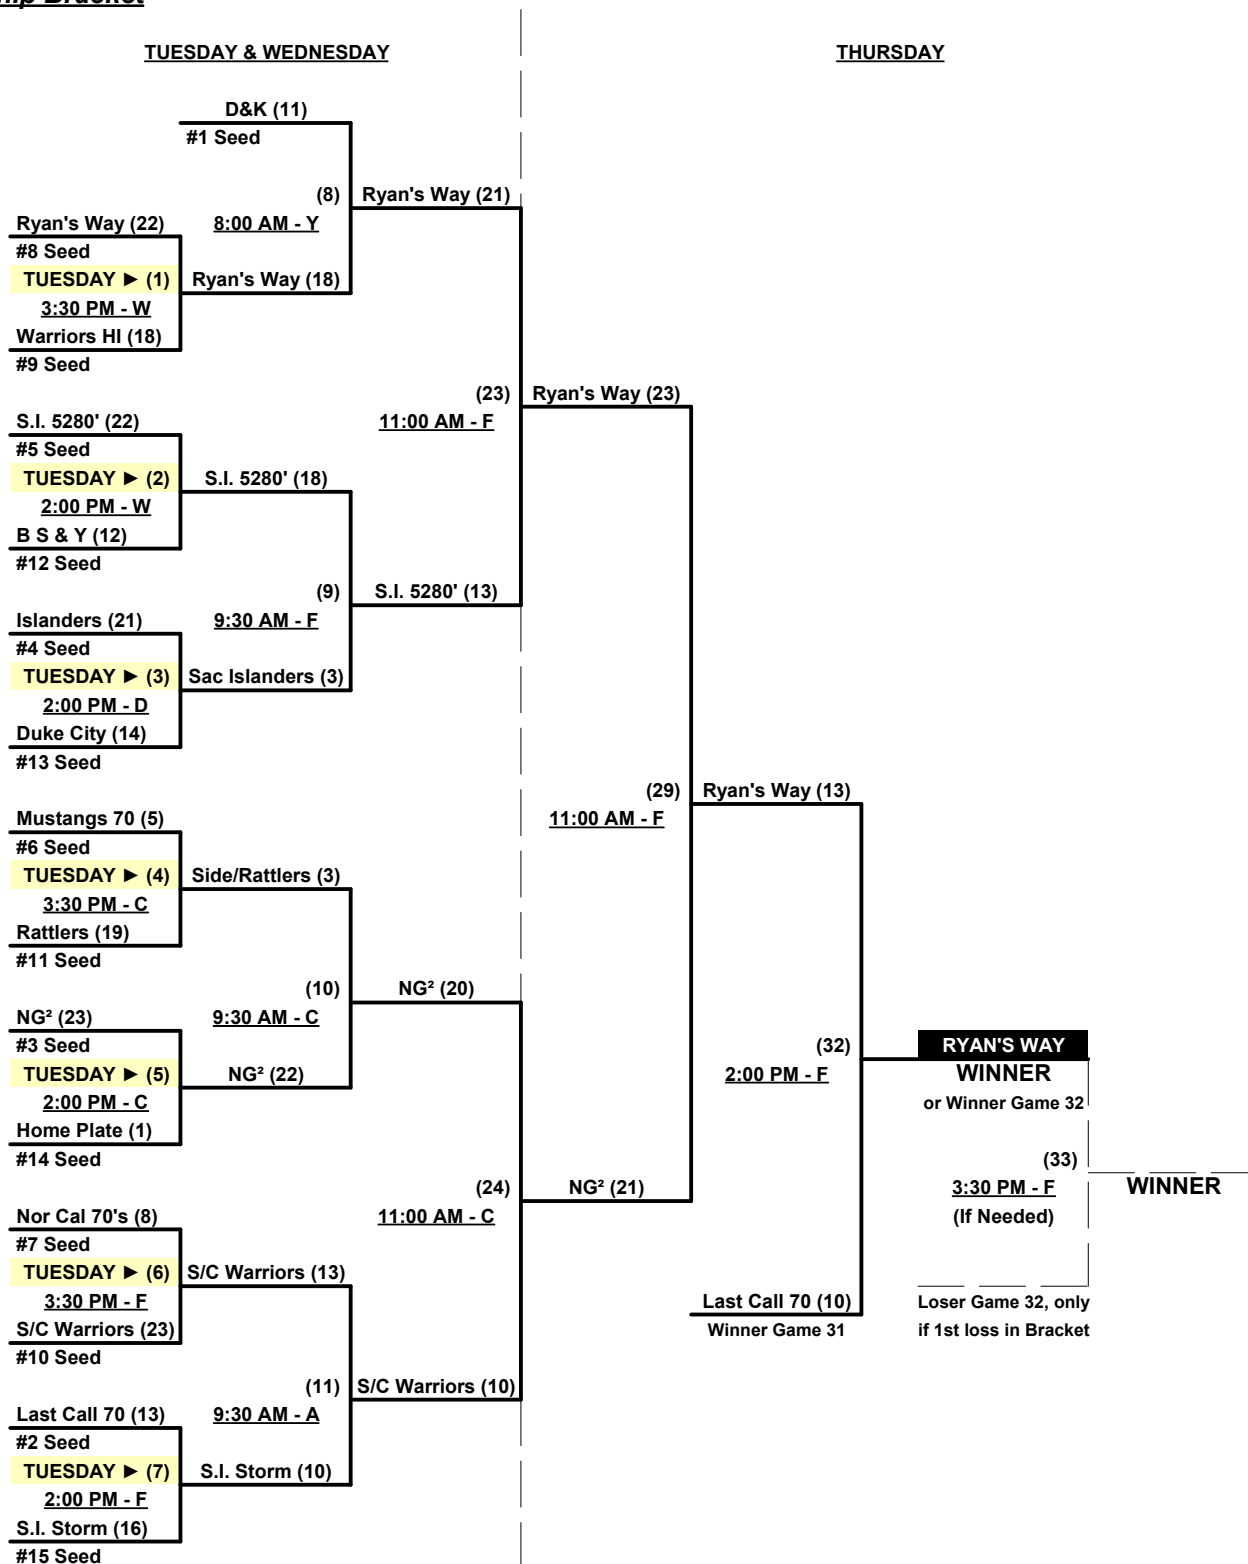 Bracket
TUESDAY & WEDNESDAY
THURSDAY
D&K (11)
#1 Seed
(8)
8:00 AM - Y
Ryan's Way (21)
Ryan's Way (22)
#8 Seed
TUESDAY ► (1)
3:30 PM - W
Warriors HI (18)
#9 Seed
Ryan's Way (18)
(23)
11:00 AM - F
Ryan's Way (23)
S.I. 5280' (22)
#5 Seed
TUESDAY ► (2)
2:00 PM - W
B S & Y (12)
#12 Seed
S.I. 5280' (18)
(9)
9:30 AM - F
S.I. 5280' (13)
Islanders (21)
#4 Seed
TUESDAY ► (3)
2:00 PM - D
Duke City (14)
#13 Seed
Sac Islanders (3)
(29)
11:00 AM - F
Ryan's Way (13)
Mustangs 70 (5)
#6 Seed
TUESDAY ► (4)
3:30 PM - C
Rattlers (19)
#11 Seed
Side/Rattlers (3)
(10)
9:30 AM - C
NG² (20)
NG² (23)
#3 Seed
TUESDAY ► (5)
2:00 PM - C
Home Plate (1)
#14 Seed
NG² (22)
(32)
2:00 PM - F
RYAN'S WAY
WINNER
or Winner Game 32
(33)
3:30 PM - F
(If Needed)
WINNER
(24)
11:00 AM - C
NG² (21)
Nor Cal 70's (8)
#7 Seed
TUESDAY ► (6)
3:30 PM - F
S/C Warriors (23)
#10 Seed
S/C Warriors (13)
Last Call 70 (10)
Winner Game 31
Loser Game 32, only
if 1st loss in Bracket
(11)
9:30 AM - A
S/C Warriors (10)
Last Call 70 (13)
#2 Seed
TUESDAY ► (7)
2:00 PM - F
S.I. Storm (16)
#15 Seed
S.I. Storm (10)